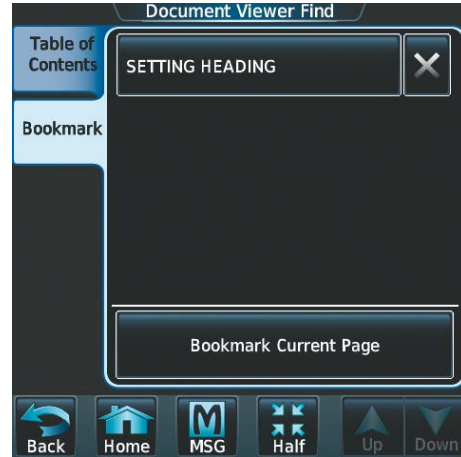 Document Viewer Find
Table of
Contents
SETTING HEADING
Bookmark
Bookmark Current Page
Back
Home
MSG
Half
Up
Down